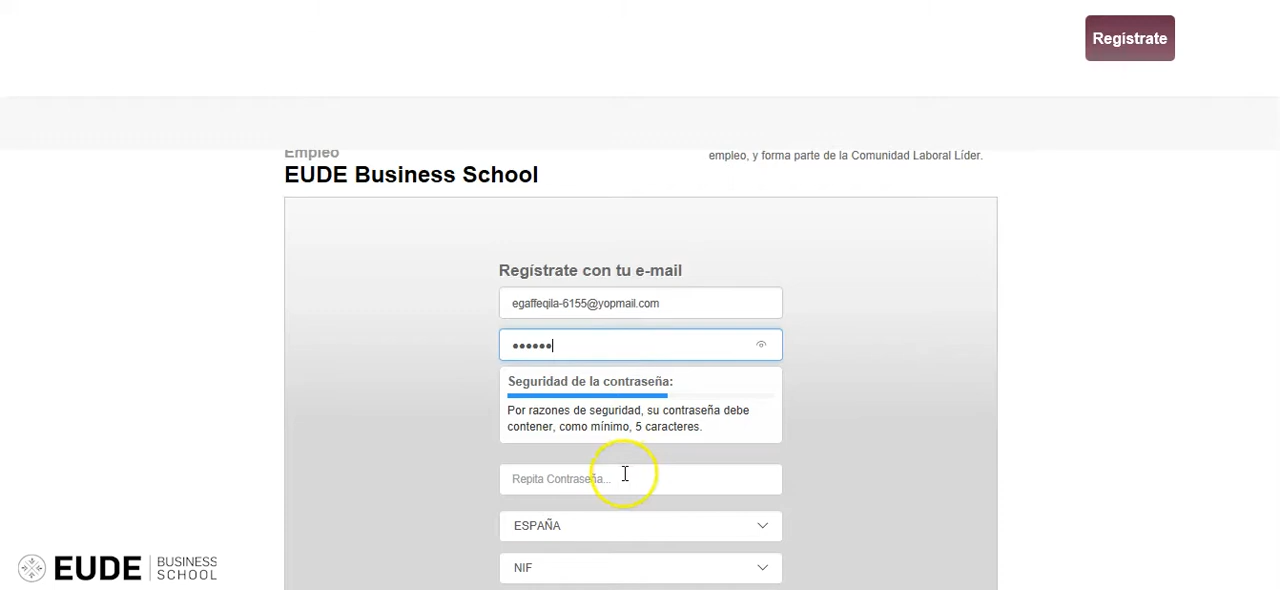 Regístrate
Empleo
empleo, y forma parte de la Comunidad Laboral Líder.
EUDE Business School
Regístrate con tu e-mail
egaffeqila-6155@yopmail.com
••••••
Seguridad de la contraseña:
Por razones de seguridad, su contraseña debe
contener, como mínimo, 5 caracteres.
Repita Contraseña...
ESPAÑA
NIF
EUDE BUSINESS
SCHOOL